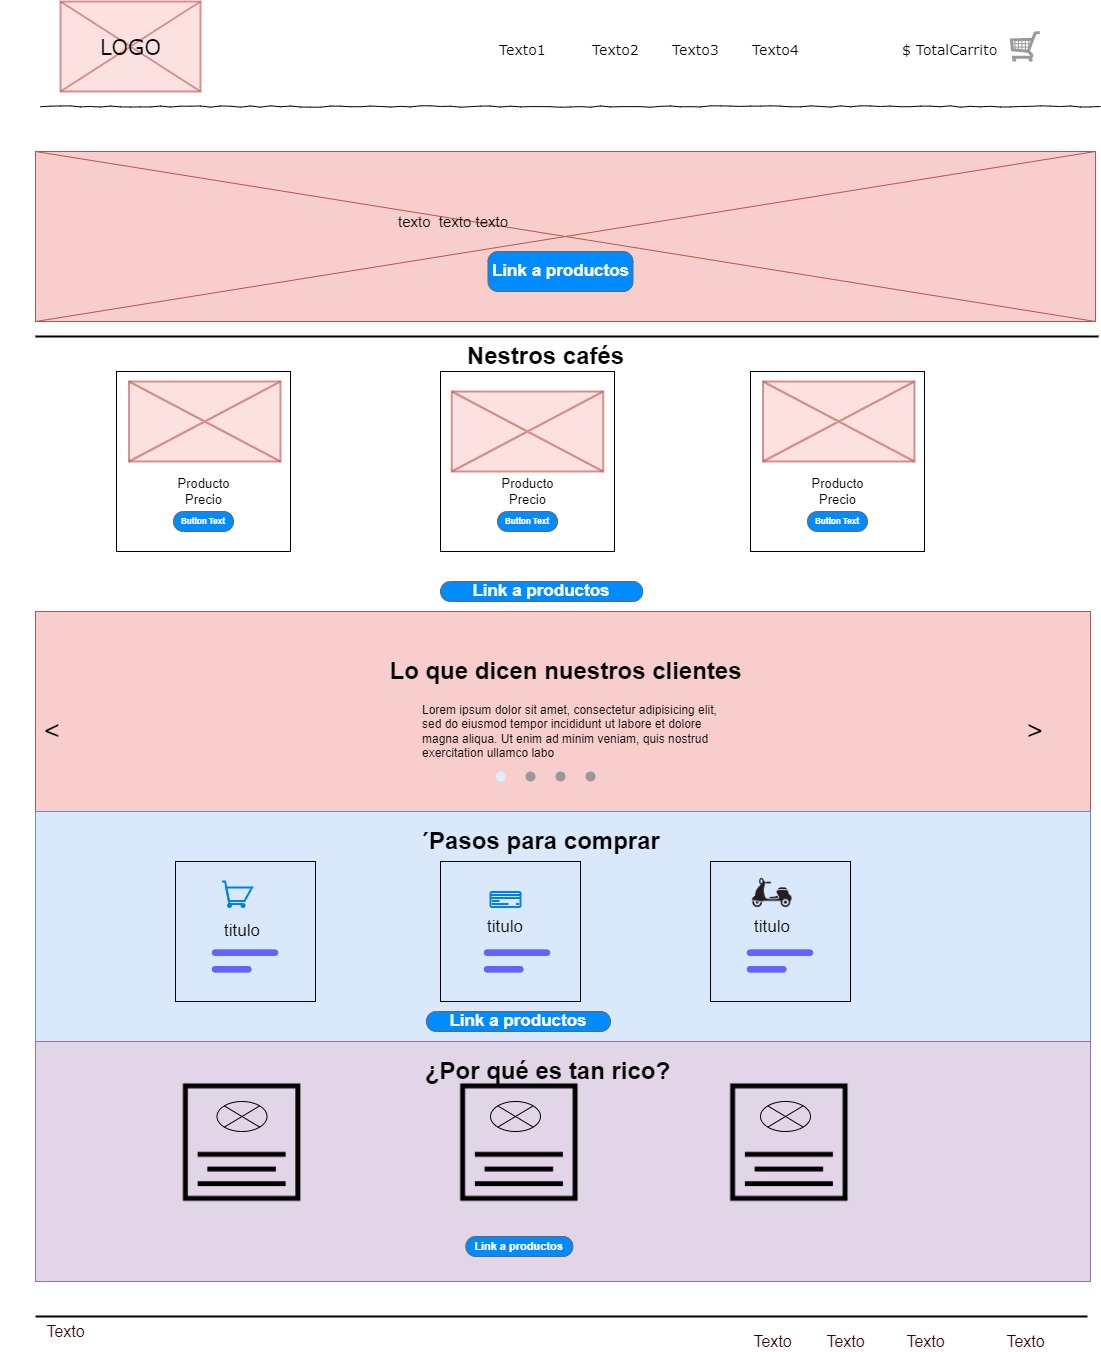 LOGO
Texto1 Texto2 Texto3 Texto4 $ TotalCarrito
texto texto texto
Link a productos
Nestros cafés
Producto
Precio
Button Text
Producto
Precio
Button Text
Producto
Precio
Button Text
Link a productos
Lo que dicen nuestros clientes
<
Lorem ipsum dolor sit amet, consectetur adipisicing elit,
sed do eiusmod tempor incididunt ut labore et dolore
magna aliqua. Ut enim ad minim veniam, quis nostrud
exercitation ullamco labo
>
´Pasos para comprar
titulo
titulo
titulo
Link a productos
¿Por qué es tan rico?
Link a productos
Texto
Texto Texto Texto Texto